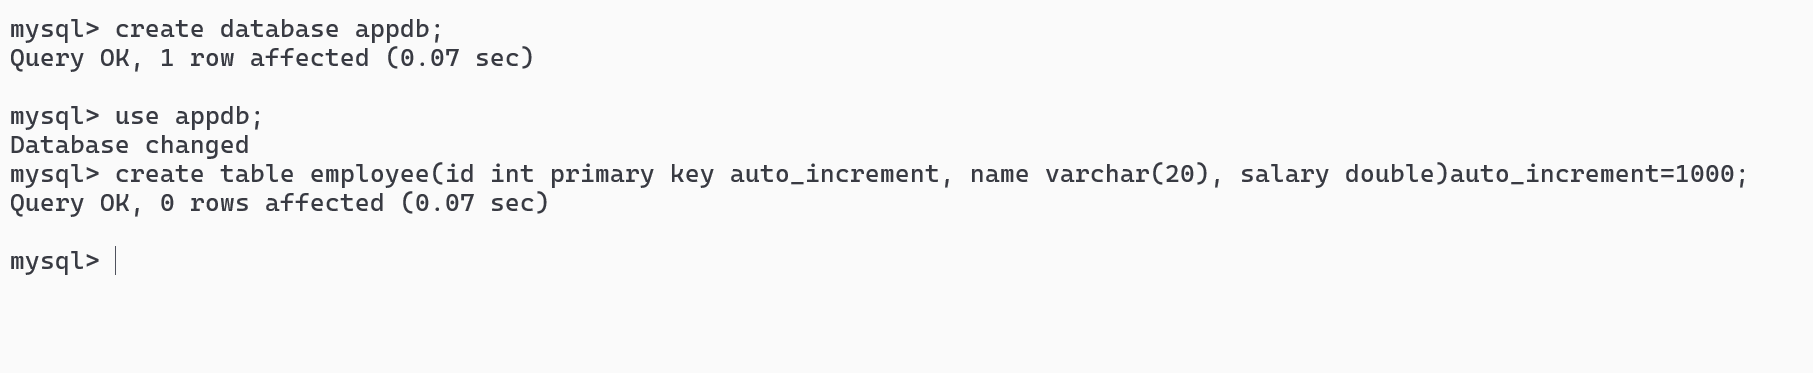 mysql> create database appdb;
Query OK, 1 row affected (0.07 sec)
mysql> use appdb;
Database changed
mysql> create table employee(id int primary key auto_increment, name varchar(20), salary double)auto_increment=1000;
Query OK, 0 rows affected (0.07 sec)
mysql>